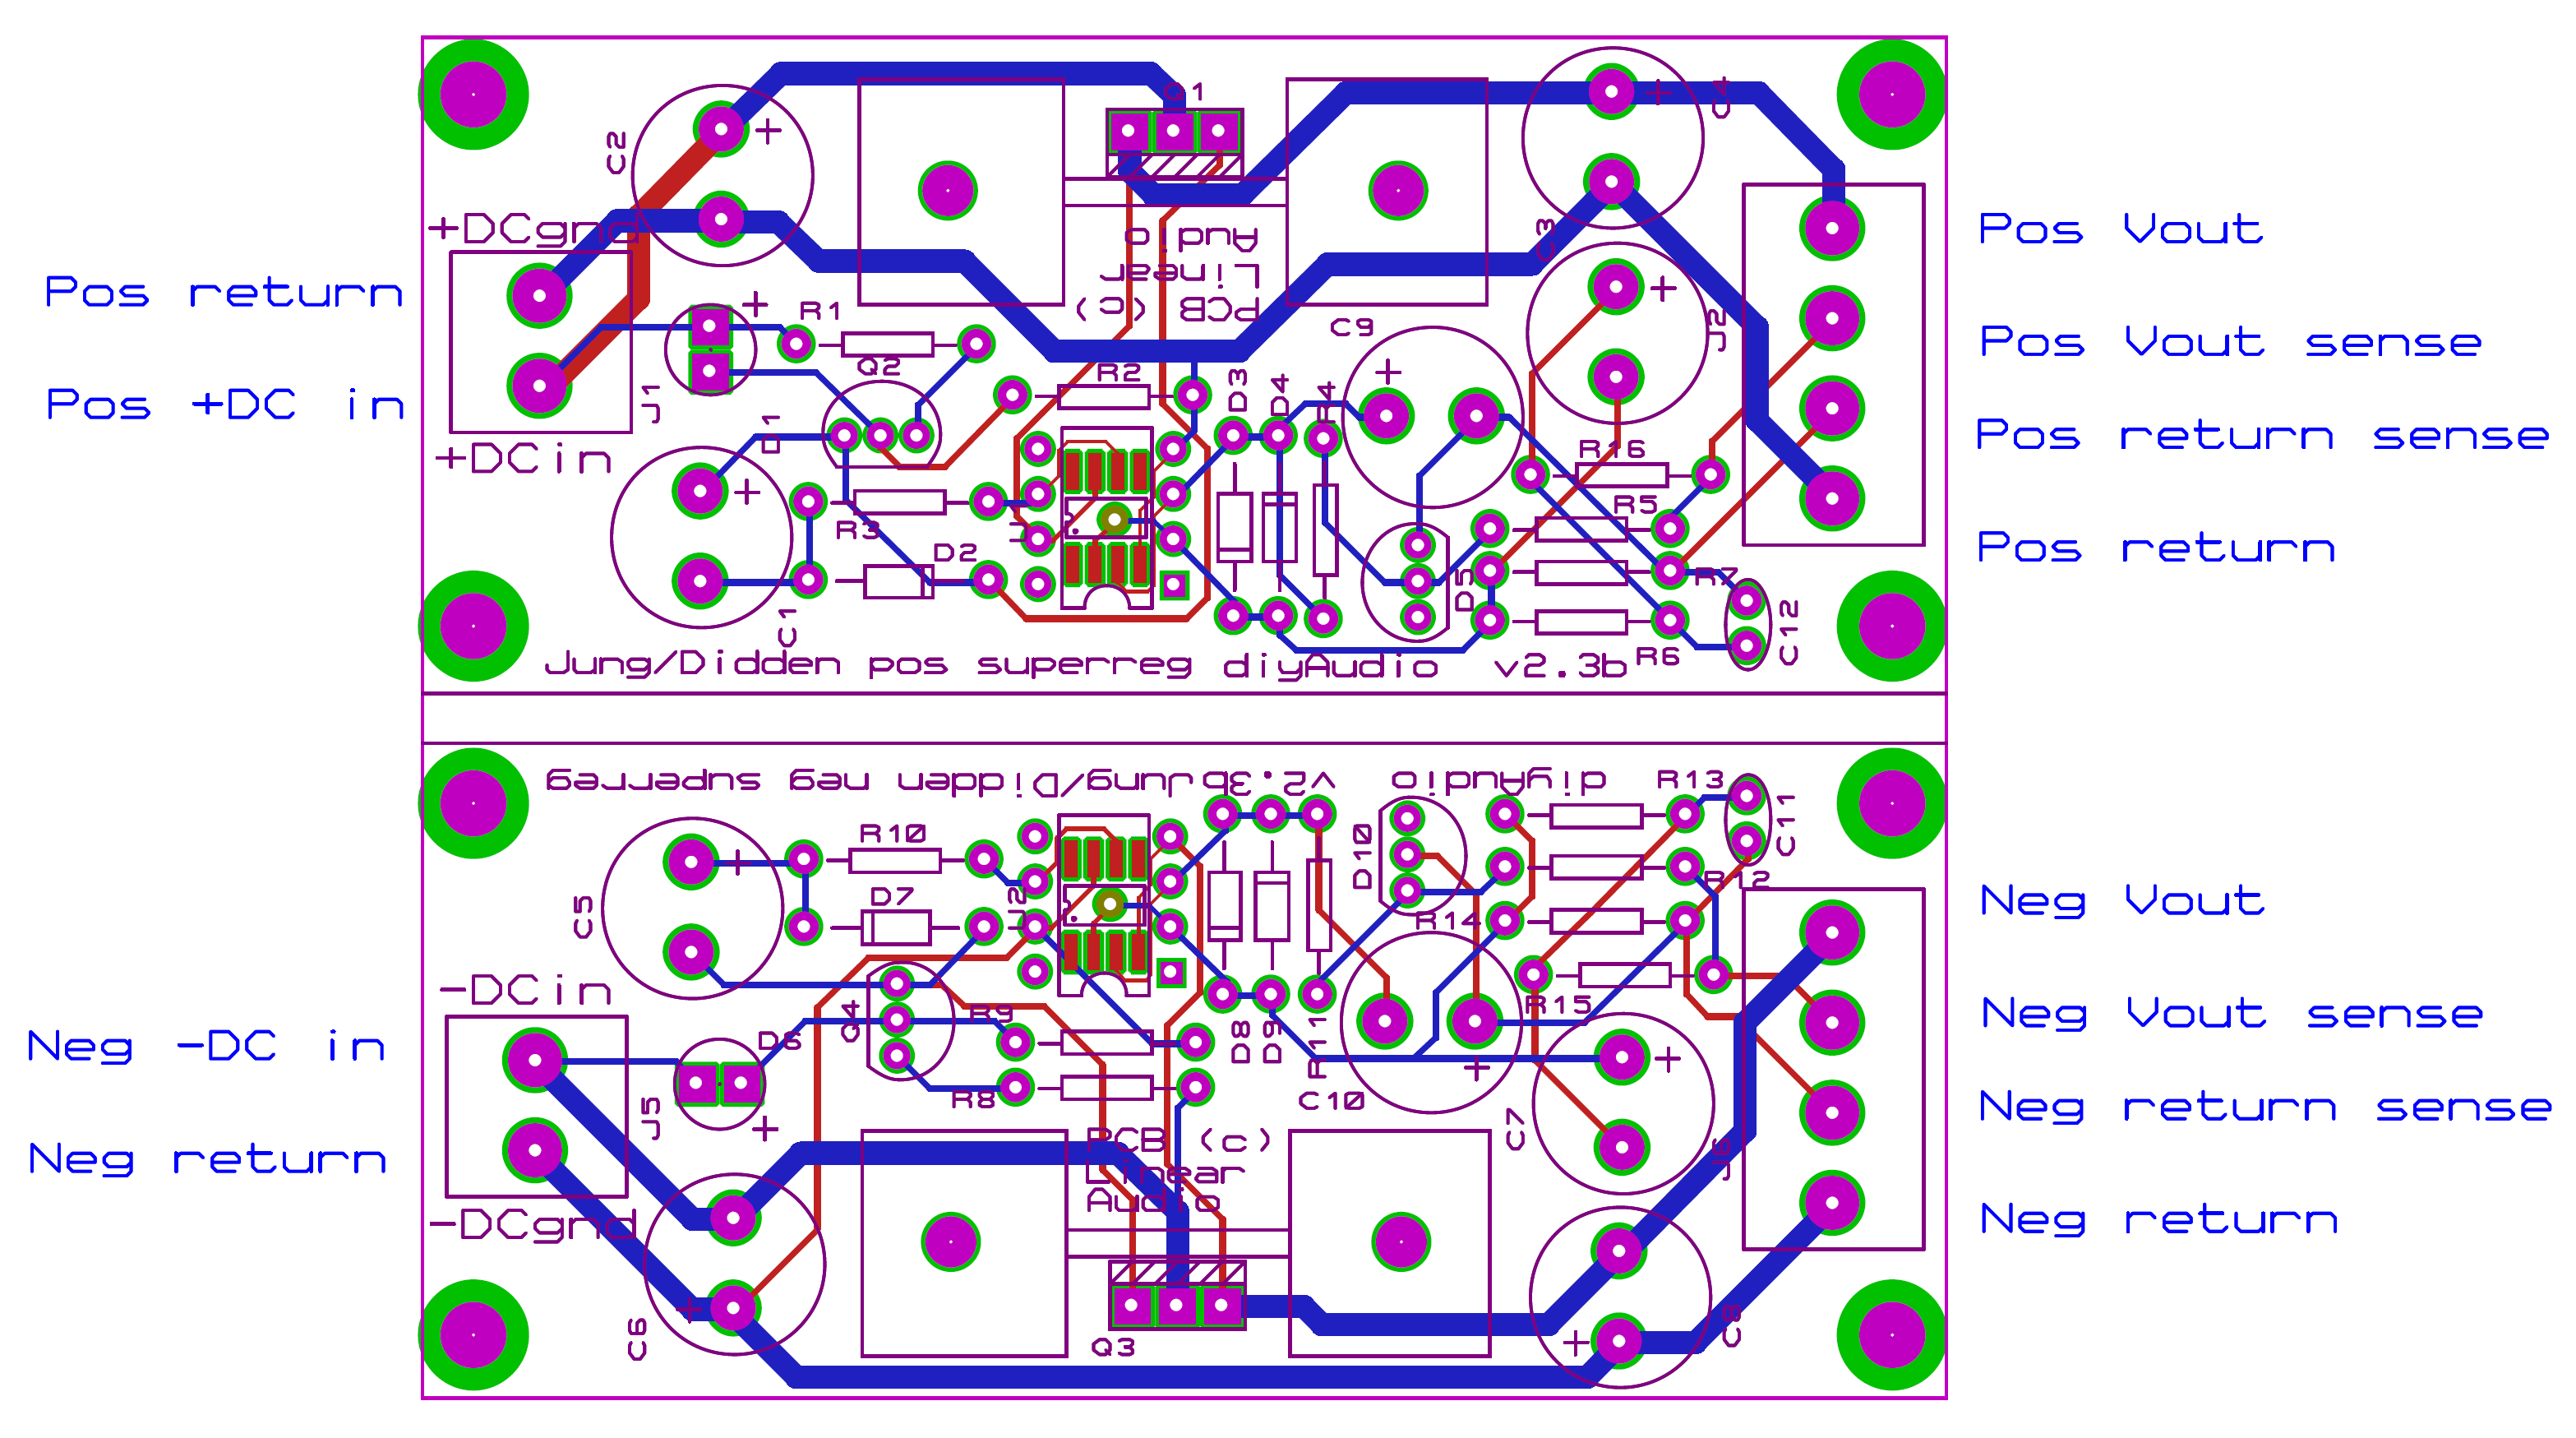 Q1
C4
C2
+
+
+DCgnd
Pos Vout
C3
Audio
Linear
PCB (c)
Pos return
+
+
R1
C9
J2
Pos Vout sense
Q2
R2
D3
D4
R4
+
J1
Pos +DC in
D1
R16
Pos return sense
+DCin
+
R3
U1
R5
D2
Pos return
D5
R7
C1
C12
R6
Jung/Didden pos superreg diyAudio v2.3b
Jung/Didden neg superreg v2.3b diyAudio
R13
R10
C11
+
D10
D7
R12
C5
U2
R14
Neg Vout
-DCin
R15
R9
Neg Vout sense
Q4
D6
D8
D9
R11
Neg -DC in
+
+
R8
C10
Neg return sense
J5
+
C7
PCB (c)
Linear
Audio
J6
Neg return
-DCgnd
Neg return
+
C6
Q3
+
C8